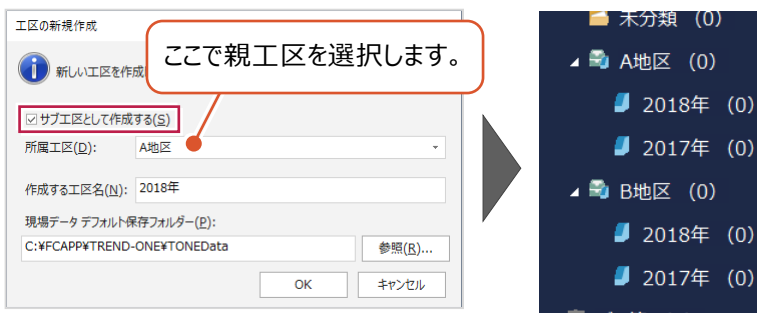 工区の新規作成
新しい工区を作成
ここで親工区を選択します。
サブ工区として作成する(S)
所属工区(D):
A地区
作成する工区名(N):
2018年
現場データ デフォルト保存フォルダー(P):
C:¥FCAPP¥TREND-ONE¥TONEData
参照(R)...
OK
キャンセル
未分類 (0)
A地区 (0)
2018年 (0)
2017年 (0)
B地区 (0)
2018年 (0)
2017年 (0)